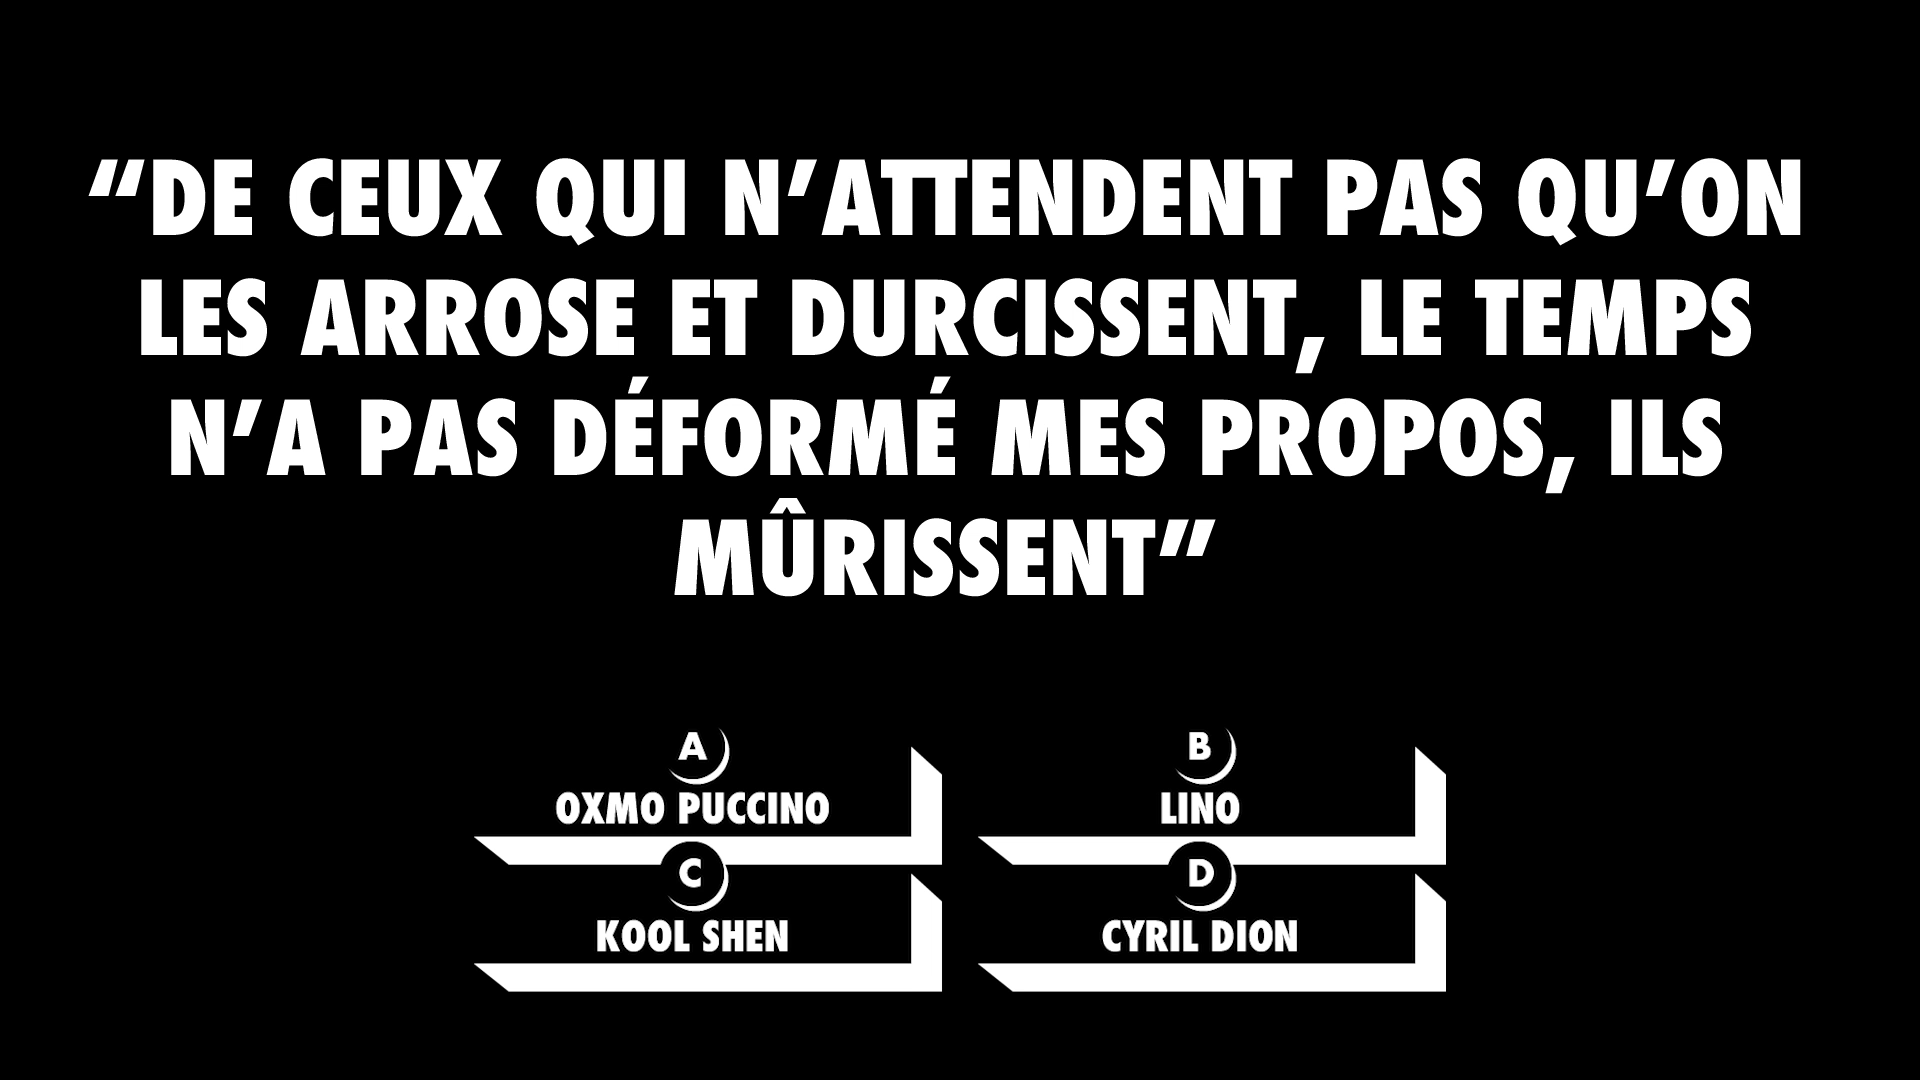 “DE CEUX QUI N’ATTENDENT PAS QU’ON
LES ARROSE ET DURCISSENT, LE TEMPS
N’A PAS DÉFORMÉ MES PROPOS, ILS
MÛRISSENT”
A
OXMO PUCCINO
B
LINO
C
KOOL SHEN
D
CYRIL DION